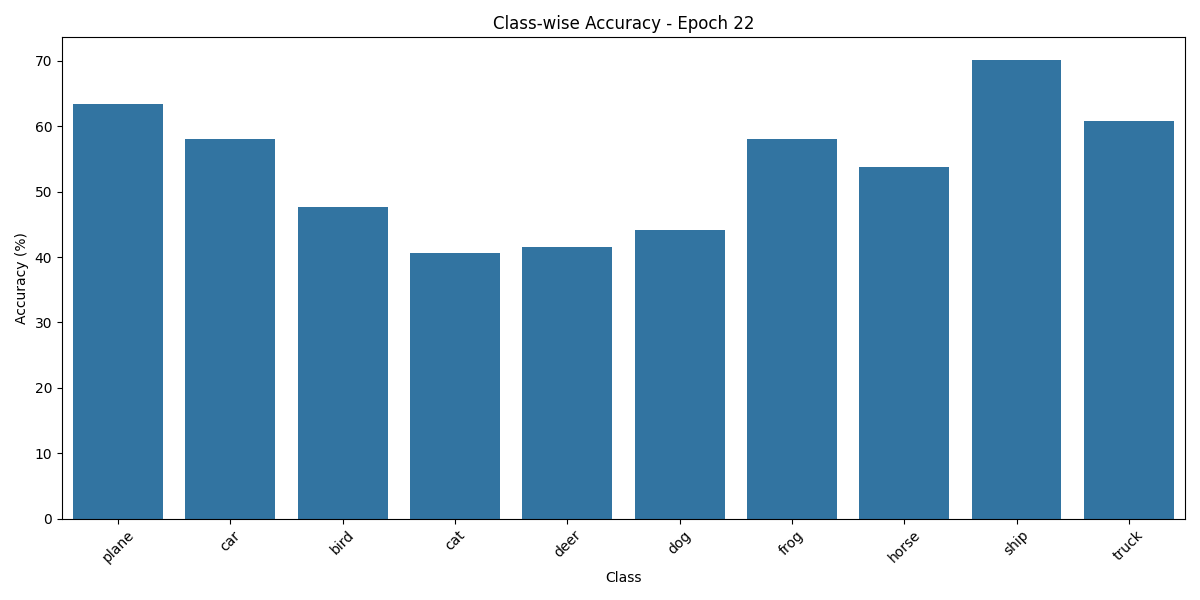 Class-wise Accuracy - Epoch 22
Accuracy (%)
70
60
50
40
30
20
10
0
plane
car
bird
cat
deer
dog
frog
horse
ship
truck
Class